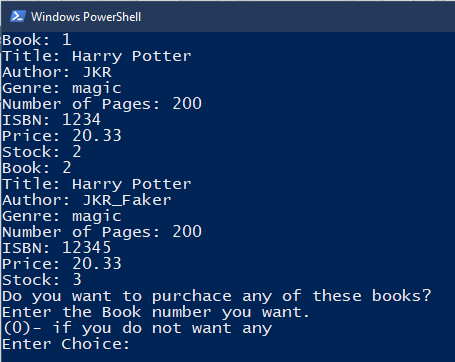 Windows PowerShell
Book: 1
Title: Harry Potter
Author: JKR
Genre: magic
Number of Pages: 200
ISBN: 1234
Price: 20.33
Stock: 2
Book: 2
Title: Harry Potter
Author: JKR_Faker
Genre: magic
Number of Pages: 200
ISBN: 12345
Price: 20.33
Stock: 3
Do you want to purchace any of these books?
Enter the Book number you want.
(0)- if you do not want any
Enter Choice: